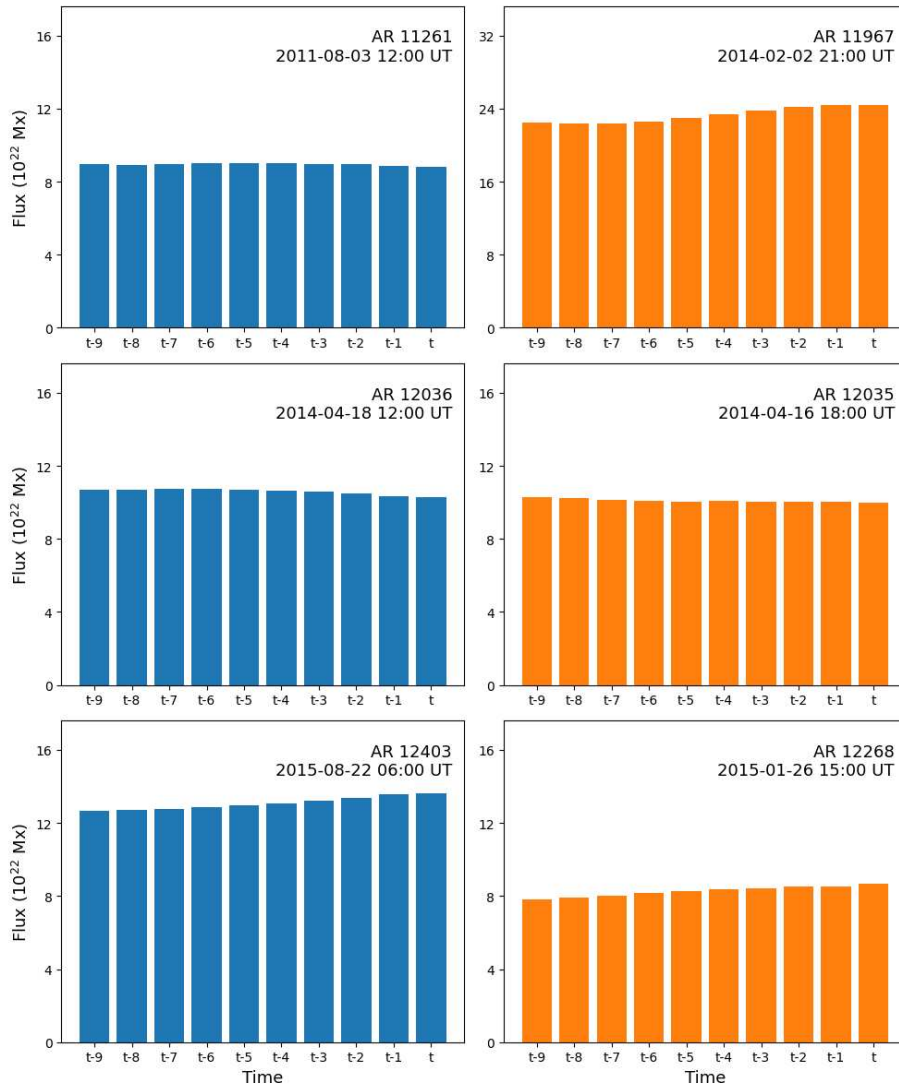 AR 11261
2011-08-03 12:00 UT
Flux (10²² Mx)
16
12
8
4
0
t-9 t-8 t-7 t-6 t-5 t-4 t-3 t-2 t-1 t
AR 11967
2014-02-02 21:00 UT
32
24
16
8
0
t-9 t-8 t-7 t-6 t-5 t-4 t-3 t-2 t-1 t
AR 12036
2014-04-18 12:00 UT
Flux (10²² Mx)
16
12
8
4
0
t-9 t-8 t-7 t-6 t-5 t-4 t-3 t-2 t-1 t
AR 12035
2014-04-16 18:00 UT
16
12
8
4
0
t-9 t-8 t-7 t-6 t-5 t-4 t-3 t-2 t-1 t
AR 12403
2015-08-22 06:00 UT
Flux (10²² Mx)
16
12
8
4
0
t-9 t-8 t-7 t-6 t-5 t-4 t-3 t-2 t-1 t
Time
AR 12268
2015-01-26 15:00 UT
16
12
8
4
0
t-9 t-8 t-7 t-6 t-5 t-4 t-3 t-2 t-1 t
Time